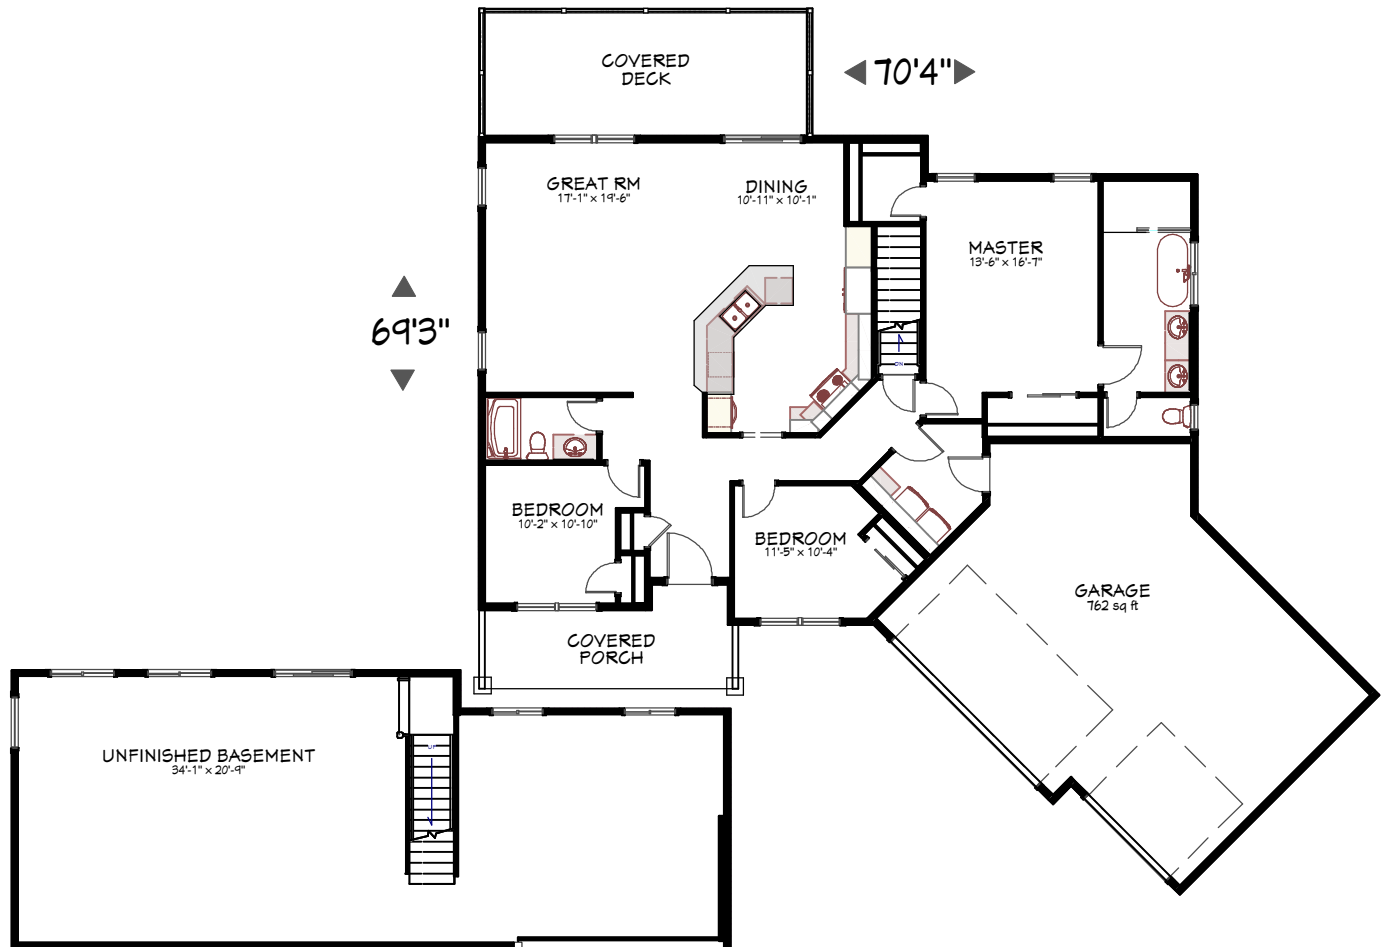 COVERED
DECK
70'4"
GREAT RM
17'-1" x 19'-6"
DINING
10'-11" x 10'-1"
MASTER
13'-6" x 16'-7"
69'3"
BEDROOM
10'-2" x 10'-10"
BEDROOM
11'-5" x 10'-4"
GARAGE
762 sq ft
COVERED
PORCH
UNFINISHED BASEMENT
34'-1" x 20'-9"
UP